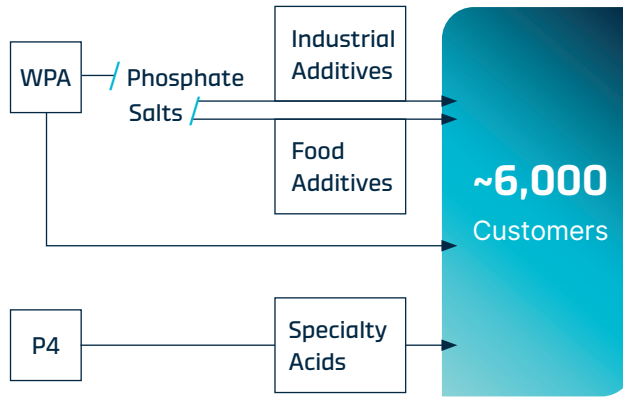 WPA
Phosphate
Salts
Industrial
Additives
Food
Additives
~6,000
Customers
P4
Specialty
Acids